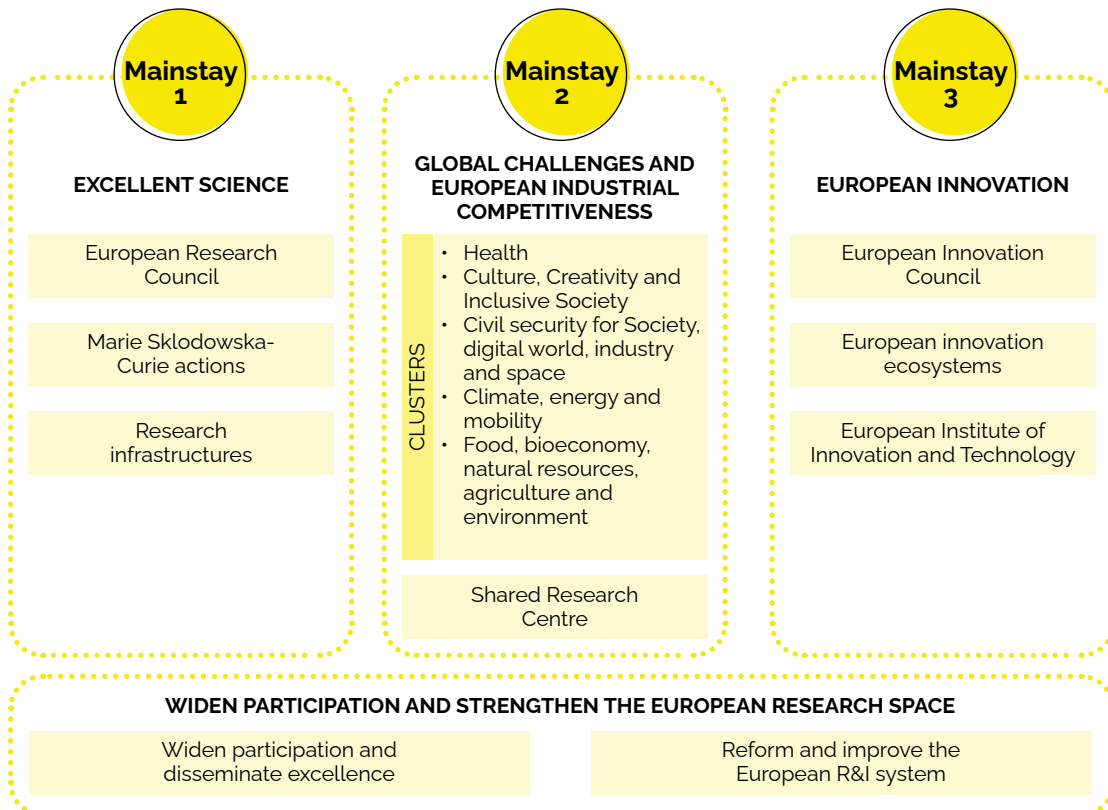 Mainstay
1
EXCELLENT SCIENCE
European Research
Council
Marie Sklodowska-
Curie actions
Research
infrastructures
Mainstay
2
GLOBAL CHALLENGES AND
EUROPEAN INDUSTRIAL
COMPETITIVENESS
CLUSTERS
• Health
• Culture, Creativity and
Inclusive Society
• Civil security for Society,
digital world, industry
and space
• Climate, energy and
mobility
• Food, bioeconomy,
natural resources,
agriculture and
environment
Shared Research
Centre
Mainstay
3
EUROPEAN INNOVATION
European Innovation
Council
European innovation
ecosystems
European Institute of
Innovation and Technology
WIDEN PARTICIPATION AND STRENGTHEN THE EUROPEAN RESEARCH SPACE
Widen participation and
disseminate excellence
Reform and improve the
European R&I system